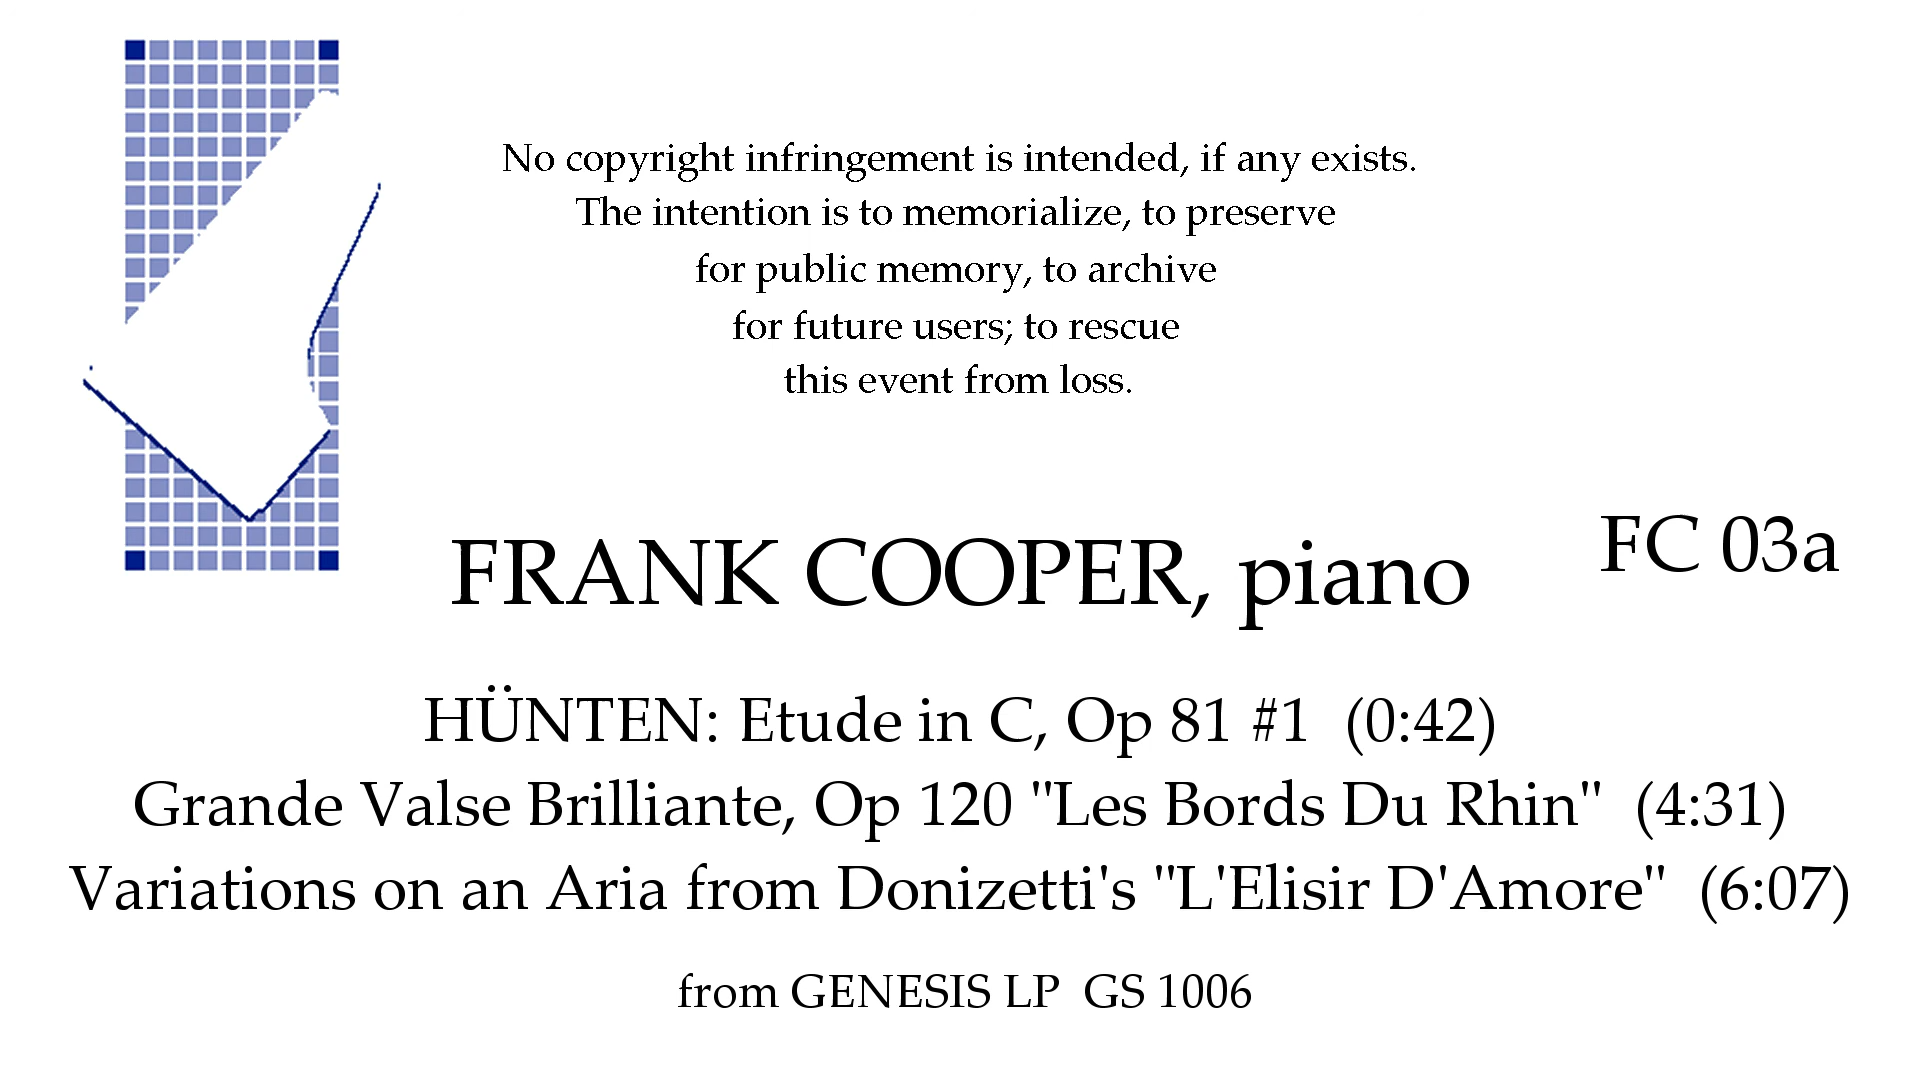 No copyright infringement is intended, if any exists.
The intention is to memorialize, to preserve
for public memory, to archive
for future users; to rescue
this event from loss.
FRANK COOPER, piano
FC 03a
HÜNTEN: Etude in C, Op 81 #1 (0:42)
Grande Valse Brilliante, Op 120 "Les Bords Du Rhin" (4:31)
Variations on an Aria from Donizetti's "L'Elisir D'Amore" (6:07)
from GENESIS LP GS 1006